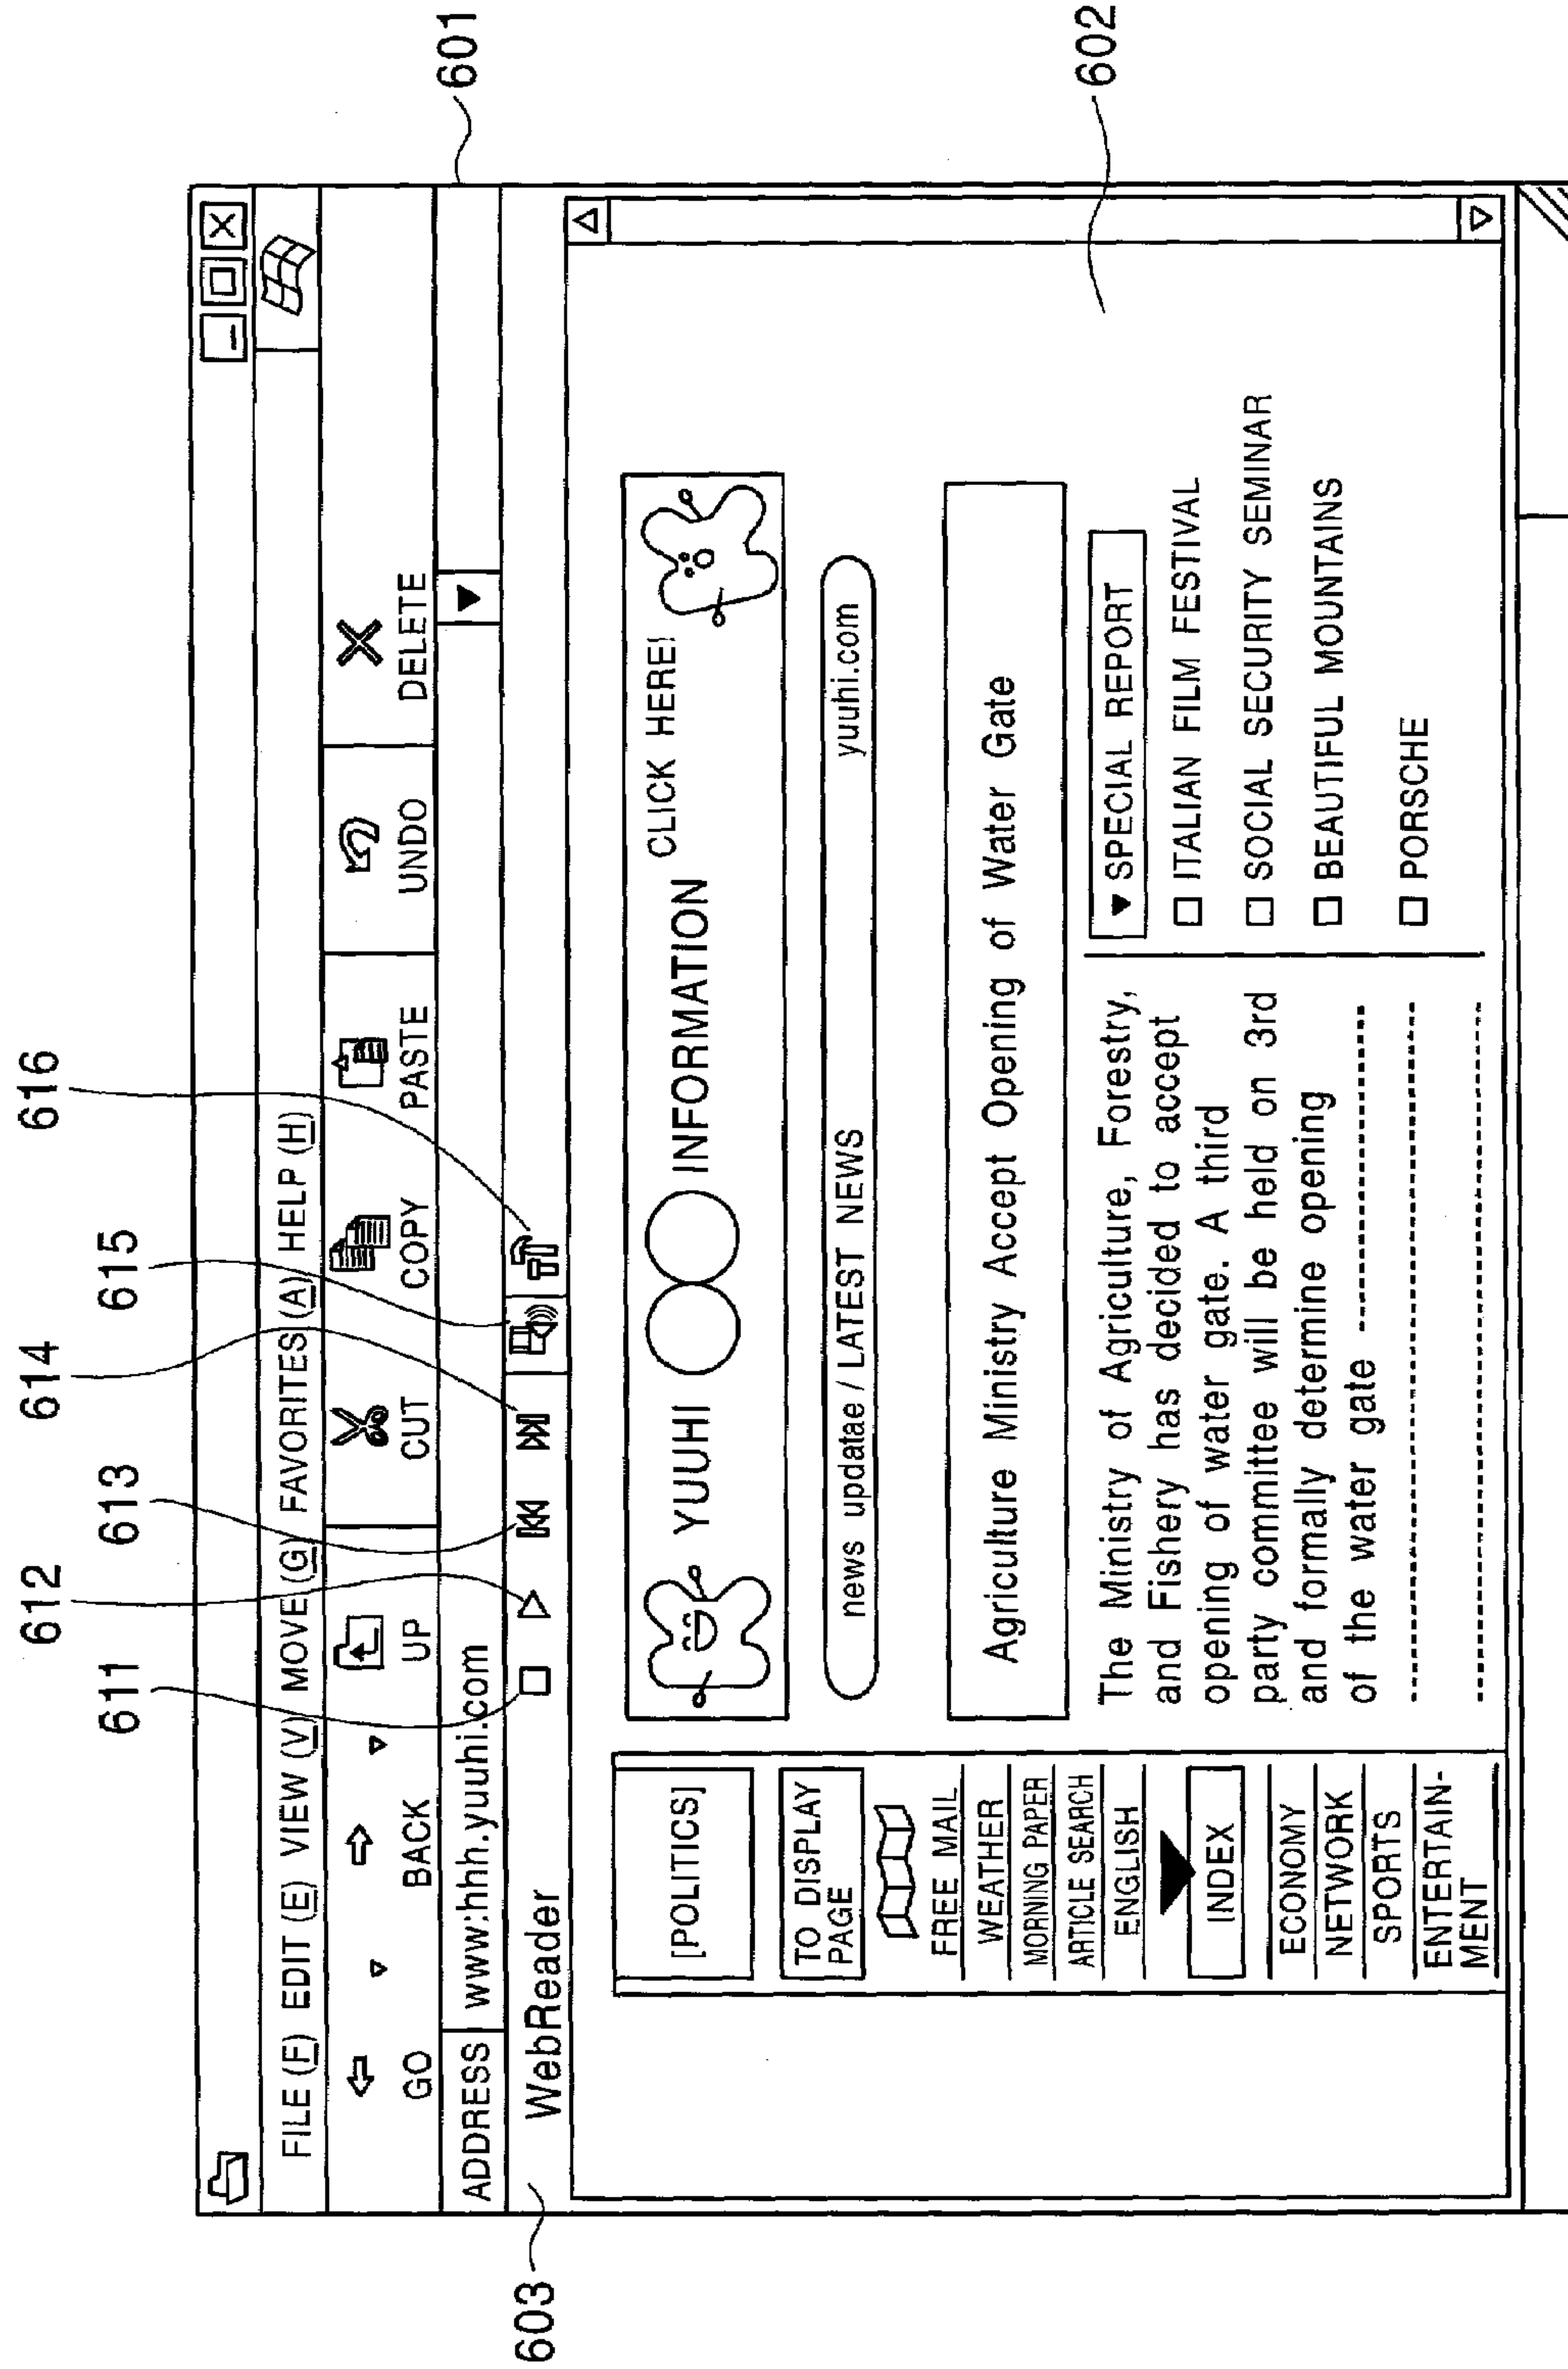 616
615
614
613
612
611
601
FILE (F) EDIT (E) VIEW (V) MOVE (G) FAVORITES (A) HELP (H)
GO BACK UP CUT COPY PASTE UNDO DELETE
ADDRESS www.hhh.yuuhi.com
603
WebReader
602
[POLITICS]
TO DISPLAY
PAGE
FREE MAIL
WEATHER
MORNING PAPER
ARTICLE SEARCH
ENGLISH
INDEX
ECONOMY
NETWORK
SPORTS
ENTERTAIN-
MENT
YUUHI ◯◯ INFORMATION CLICK HERE!
news updatae / LATEST NEWS yuuhi.com
Agriculture Ministry Accept Opening of Water Gate
The Ministry of Agriculture, Forestry,
and Fishery has decided to accept
opening of water gate. A third
party committee will be held on 3rd
and formally determine opening
of the water gate
▼ SPECIAL REPORT
□ ITALIAN FILM FESTIVAL
□ SOCIAL SECURITY SEMINAR
□ BEAUTIFUL MOUNTAINS
□ PORSCHE